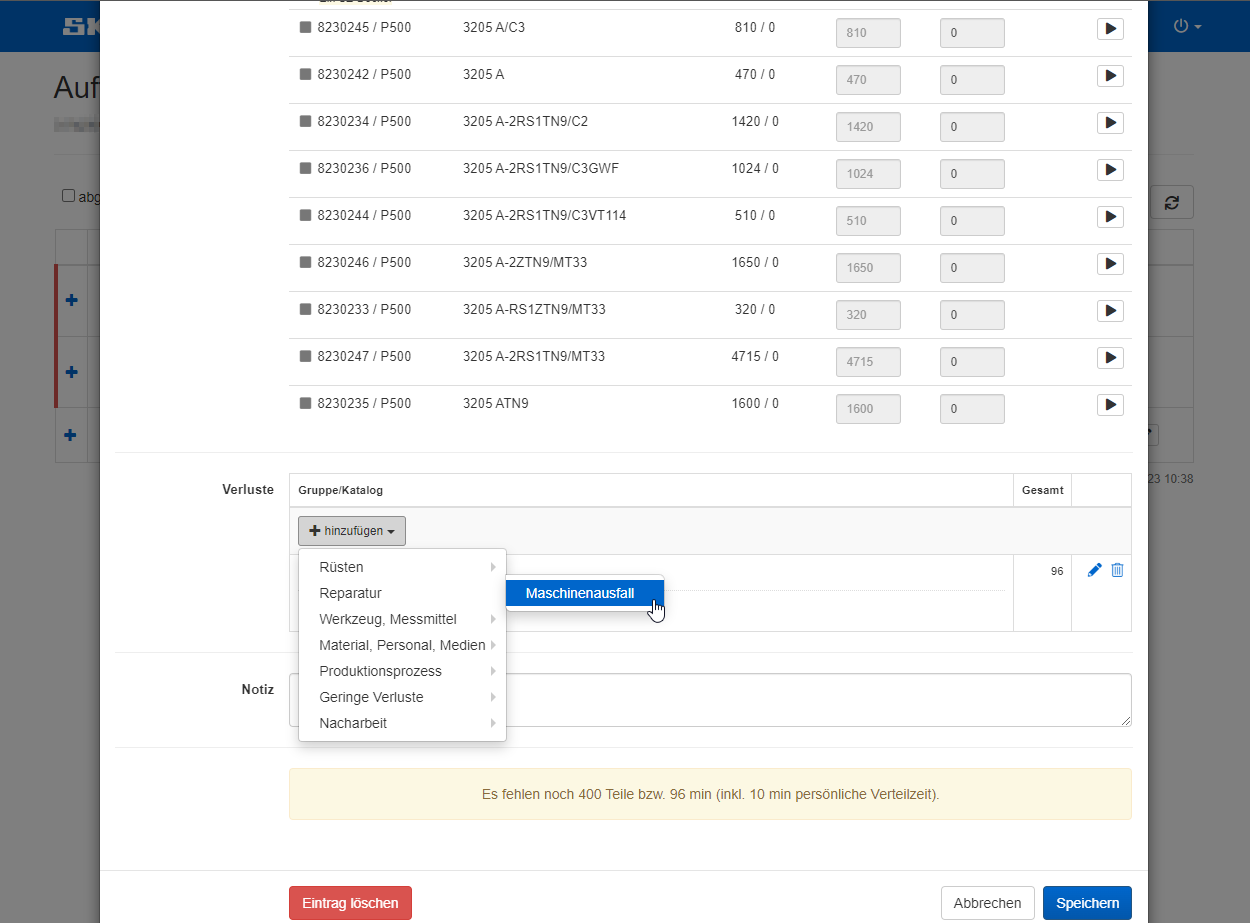 SK
Auf
8230245 / P500 3205 A/C3 810 / 0 810 0
8230242 / P500 3205 A 470 / 0 470 0
8230234 / P500 3205 A-2RS1TN9/C2 1420 / 0 1420 0
8230236 / P500 3205 A-2RS1TN9/C3GWF 1024 / 0 1024 0
abg
8230244 / P500 3205 A-2RS1TN9/C3VT114 510 / 0 510 0
8230246 / P500 3205 A-2ZTN9/MT33 1650 / 0 1650 0
8230233 / P500 3205 A-RS1ZTN9/MT33 320 / 0 320 0
8230247 / P500 3205 A-2RS1TN9/MT33 4715 / 0 4715 0
8230235 / P500 3205 ATN9 1600 / 0 1600 0
23 10:38
Verluste Gruppe/Katalog Gesamt
hinzufügen
Rüsten
96
Reparatur Maschinenausfall
Werkzeug, Messmittel
Material, Personal, Medien
Produktionsprozess
Geringe Verluste
Nacharbeit
Notiz
Es fehlen noch 400 Teile bzw. 96 min (inkl. 10 min persönliche Verteilzeit).
Eintrag löschen Abbrechen Speichern